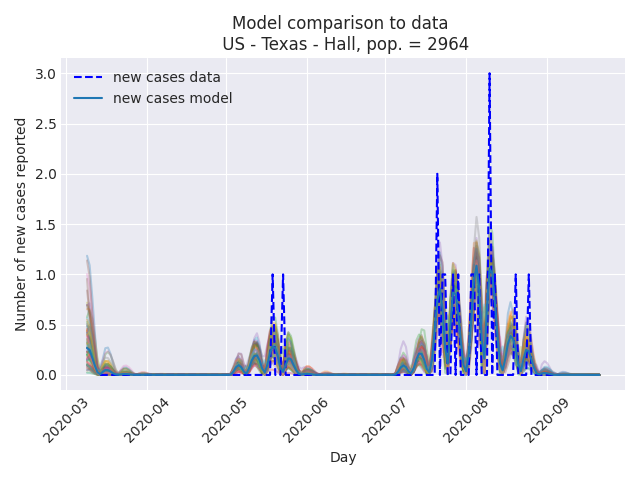 Model comparison to data
US - Texas - Hall, pop. = 2964
new cases data
new cases model
Number of new cases reported
3.0
2.5
2.0
1.5
1.0
0.5
0.0
2020-03
2020-04
2020-05
2020-06
2020-07
2020-08
2020-09
Day